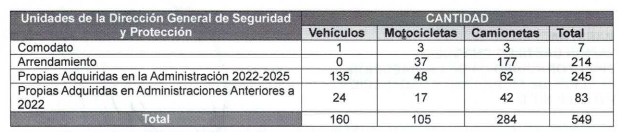 Unidades de la Dirección General de Seguridad y Protección CANTIDAD
Vehículos Motocicletas Camionetas Total
Comodato 1 3 3 7
Arrendamiento 0 37 177 214
Propias Adquiridas en la Administración 2022-2025 135 48 62 245
Propias Adquiridas en Administraciones Anteriores a 2022 24 17 42 83
Total 160 105 284 549